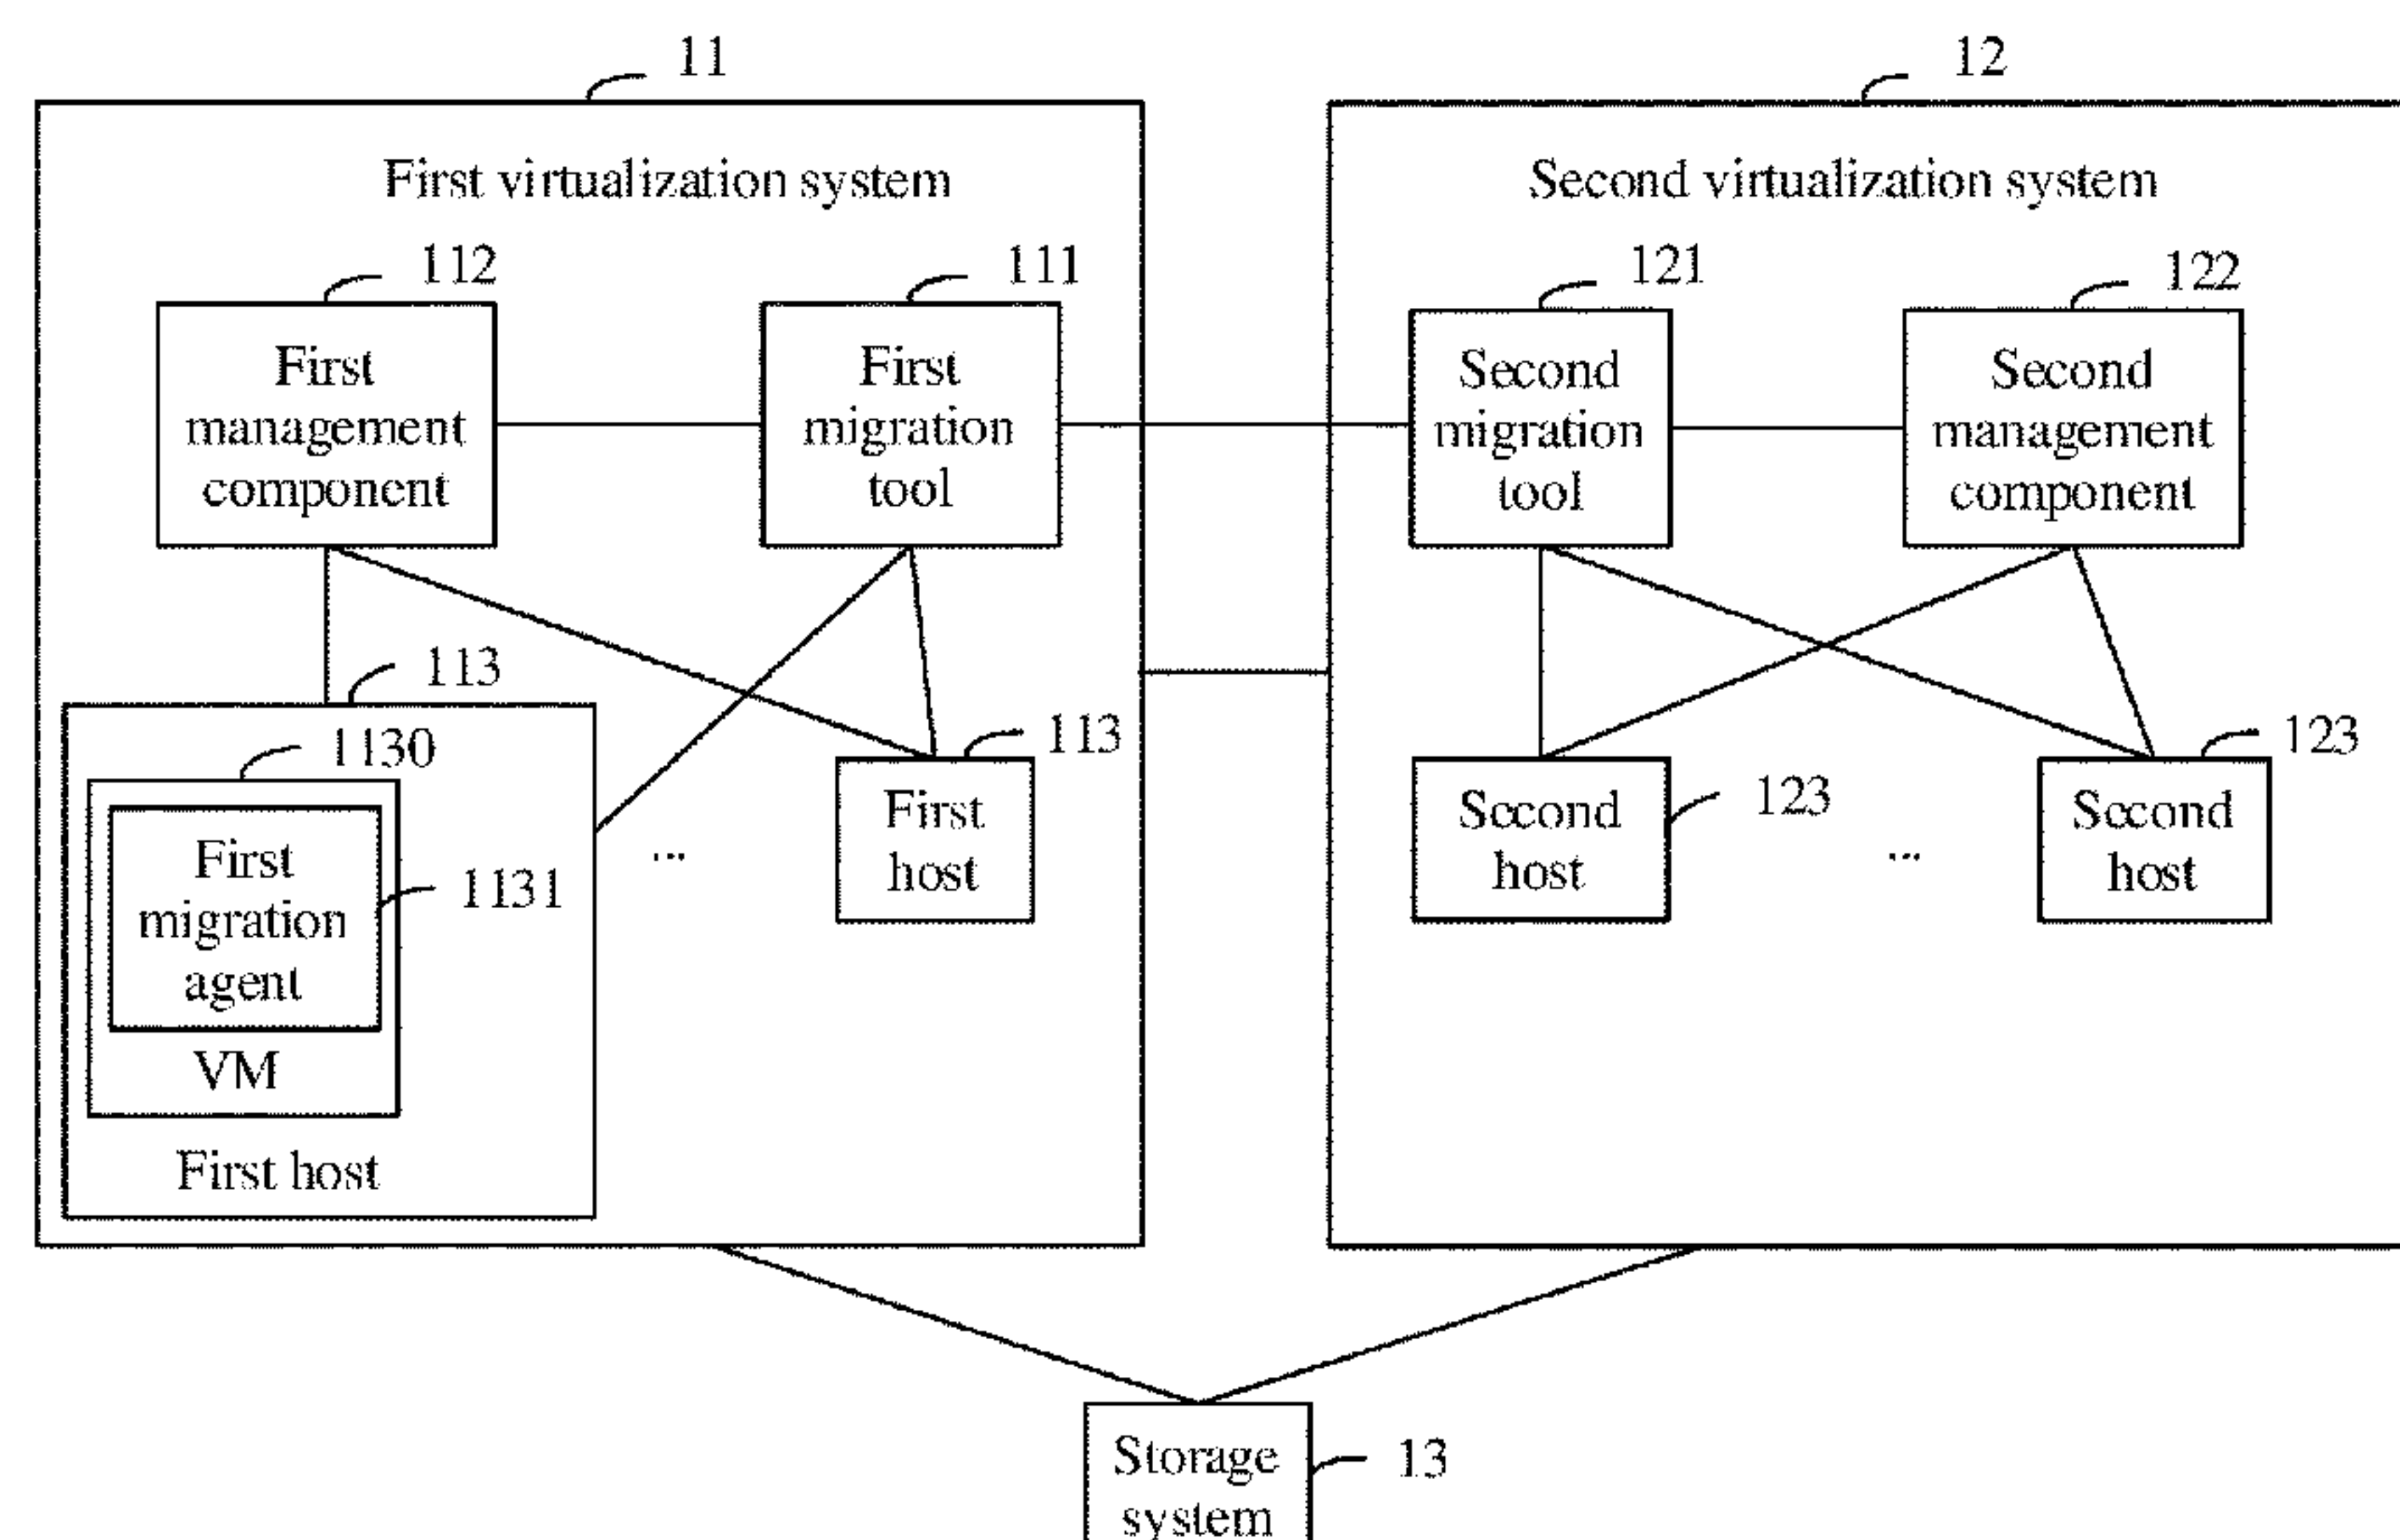 11
12
First virtualization system
Second virtualization system
112
111
121
122
First
management
component
First
migration
tool
Second
migration
tool
Second
management
component
113
1130
First
migration
agent
1131
VM
First host
...
113
First
host
Second
host
123
...
123
Second
host
Storage
system
13